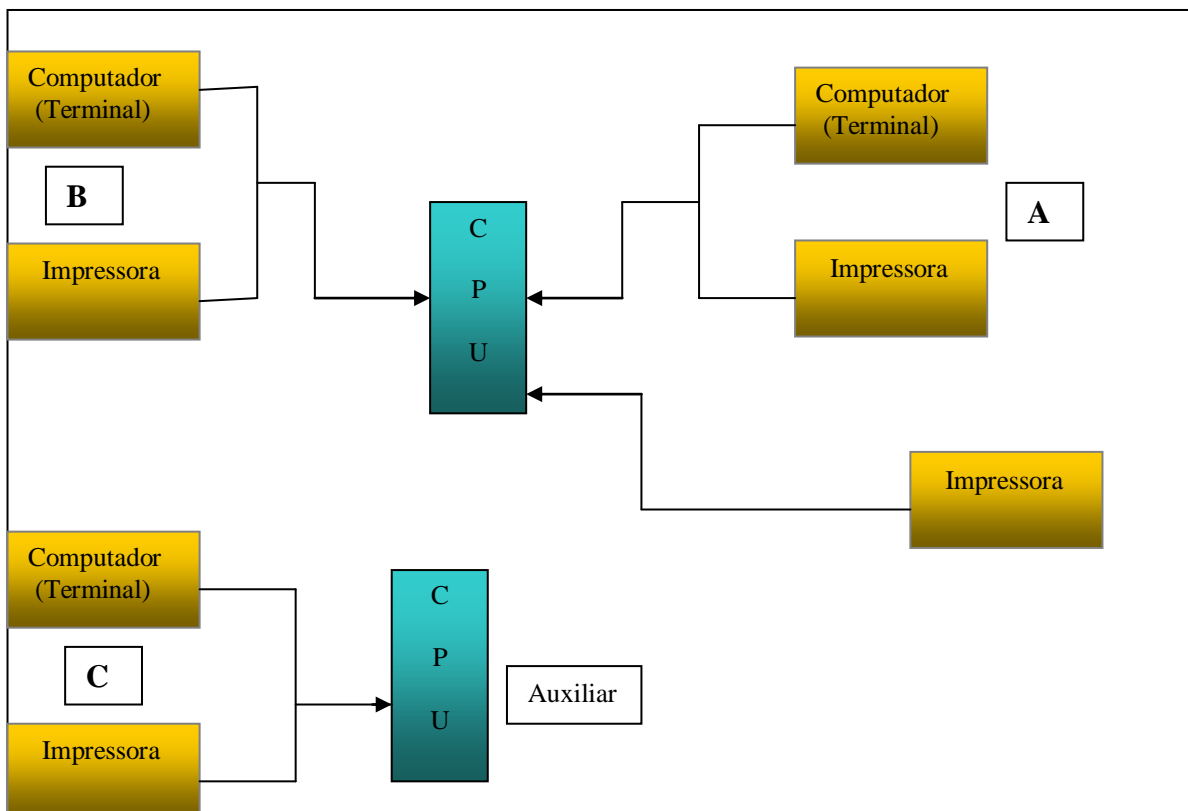 Computador
(Terminal)
B
Impressora
C
P
U
Computador
(Terminal)
A
Impressora
Impressora
Computador
(Terminal)
C
Impressora
C
P
U
Auxiliar